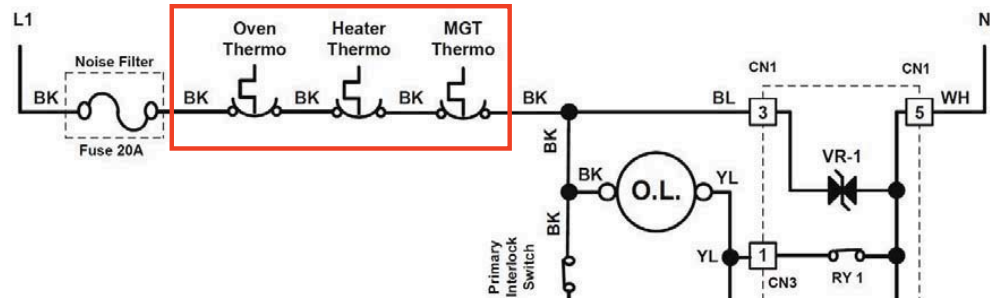 L1
N
Oven
Thermo
Heater
Thermo
MGT
Thermo
Noise Filter
CN1
CN1
BK
BK
BK
BK
BK
BL
3
5
WH
Fuse 20A
BK
VR-1
BK
O.L.
YL
BK
Primary
Interlock
Switch
YL
1
CN3
RY 1